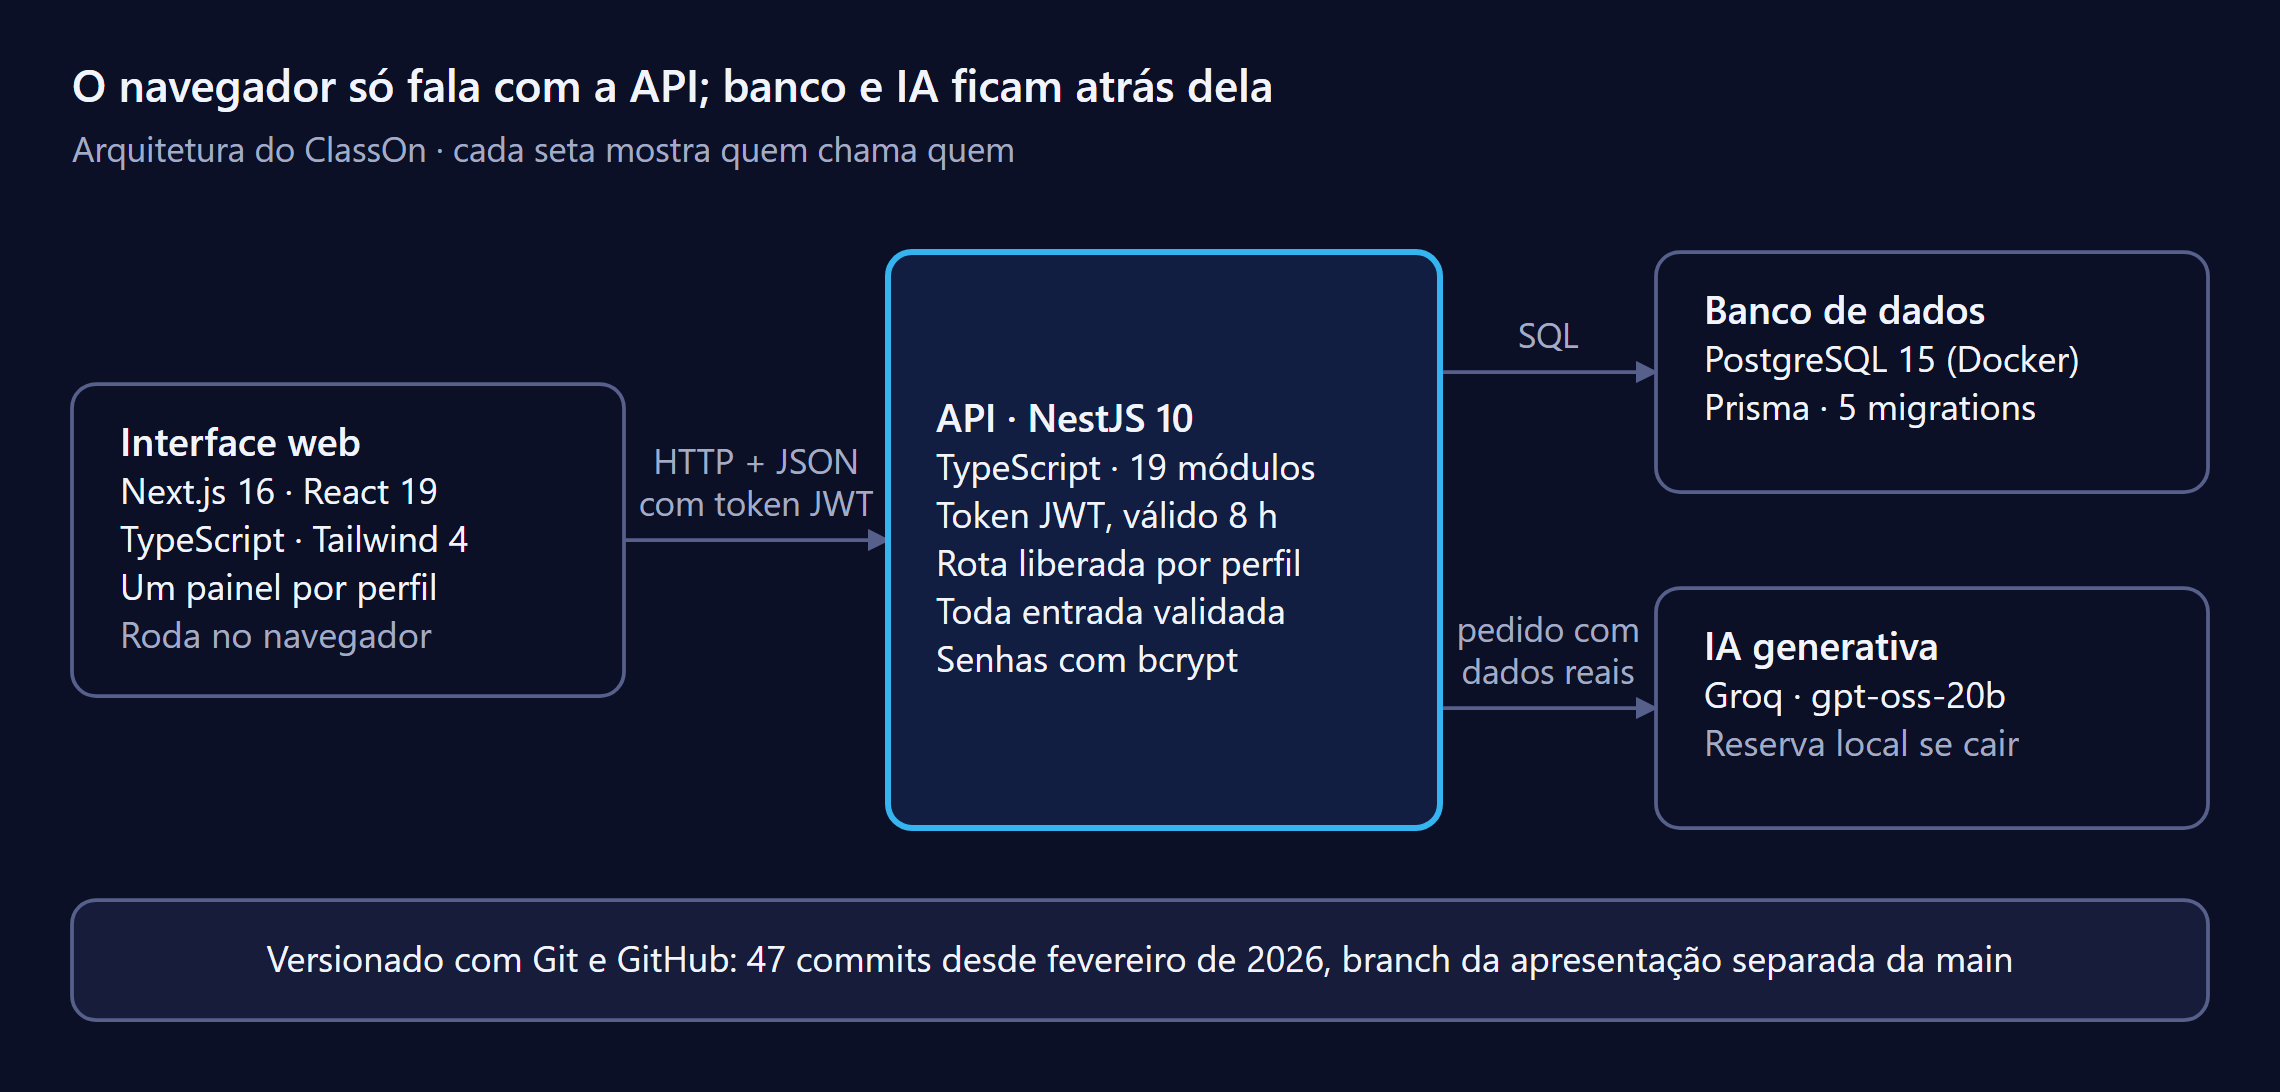 O navegador só fala com a API; banco e IA ficam atrás dela
Arquitetura do ClassOn · cada seta mostra quem chama quem
Interface web
Next.js 16 · React 19
TypeScript · Tailwind 4
Um painel por perfil
Roda no navegador
HTTP + JSON
com token JWT
API · NestJS 10
TypeScript · 19 módulos
Token JWT, válido 8 h
Rota liberada por perfil
Toda entrada validada
Senhas com bcrypt
SQL
Banco de dados
PostgreSQL 15 (Docker)
Prisma · 5 migrations
pedido com
dados reais
IA generativa
Groq · gpt-oss-20b
Reserva local se cair
Versionado com Git e GitHub: 47 commits desde fevereiro de 2026, branch da apresentação separada da main